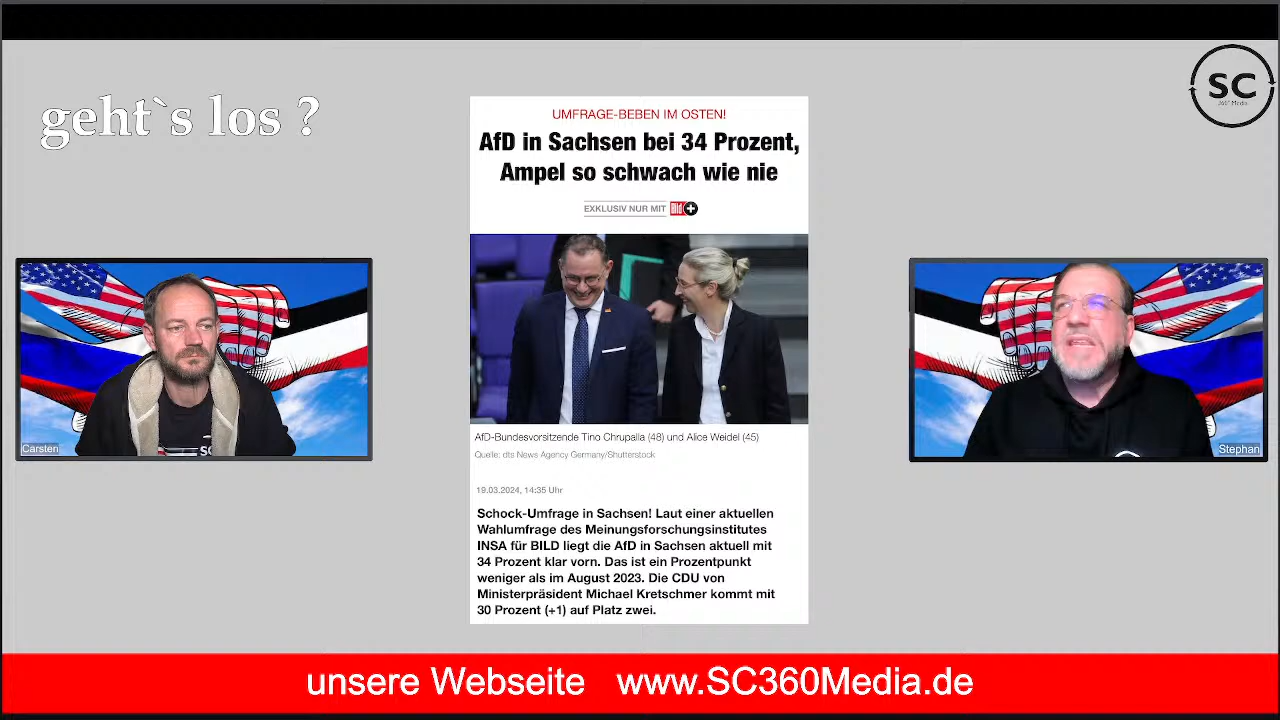 geht`s los ?
SC
360° Media
UMFRAGE-BEBEN IM OSTEN!
AfD in Sachsen bei 34 Prozent,
Ampel so schwach wie nie
EXKLUSIV NUR MIT Bild+
AfD-Bundesvorsitzende Tino Chrupalla (48) und Alice Weidel (45)
Quelle: dts News Agency Germany/Shutterstock
19.03.2024, 14:35 Uhr
Schock-Umfrage in Sachsen! Laut einer aktuellen
Wahlumfrage des Meinungsforschungsinstitutes
INSA für BILD liegt die AfD in Sachsen aktuell mit
34 Prozent klar vorn. Das ist ein Prozentpunkt
weniger als im August 2023. Die CDU von
Ministerpräsident Michael Kretschmer kommt mit
30 Prozent (+1) auf Platz zwei.
Carsten
SC
Stephan
unsere Webseite www.SC360Media.de